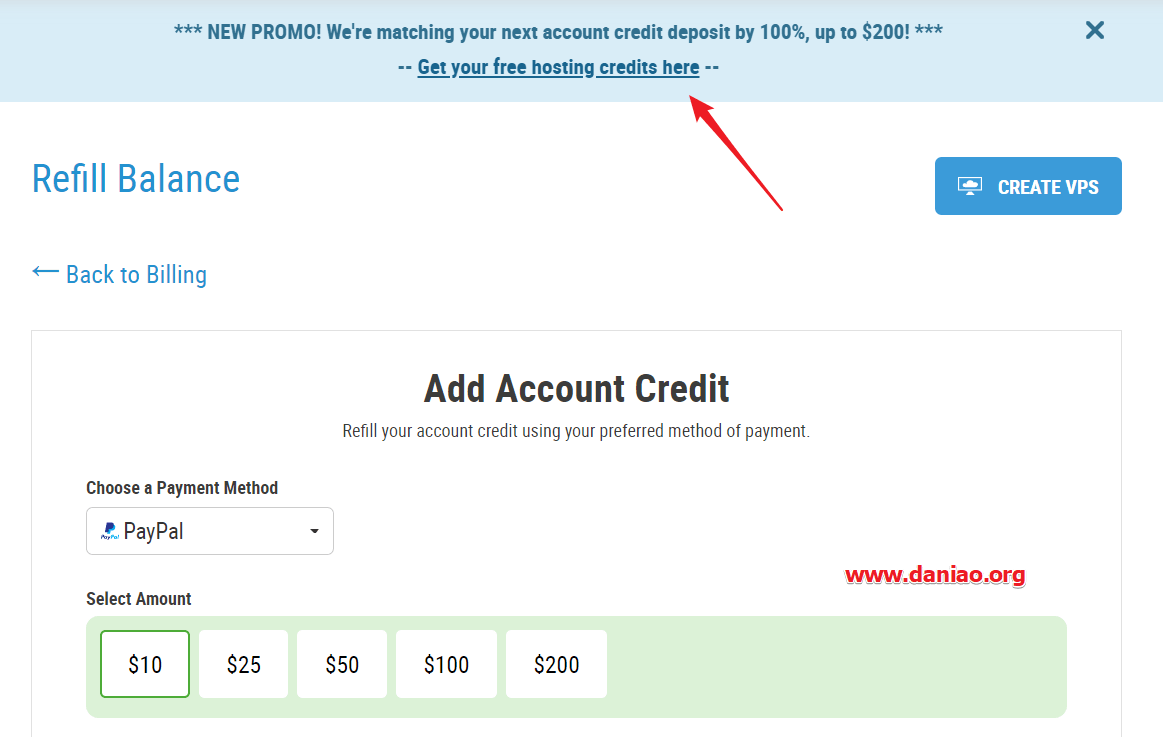 *** NEW PROMO! We're matching your next account credit deposit by 100%, up to $200! ***
-- Get your free hosting credits here --
Refill Balance
CREATE VPS
Back to Billing
Add Account Credit
Refill your account credit using your preferred method of payment.
Choose a Payment Method
PayPal PayPal
www.daniao.org
Select Amount
$10 $25 $50 $100 $200